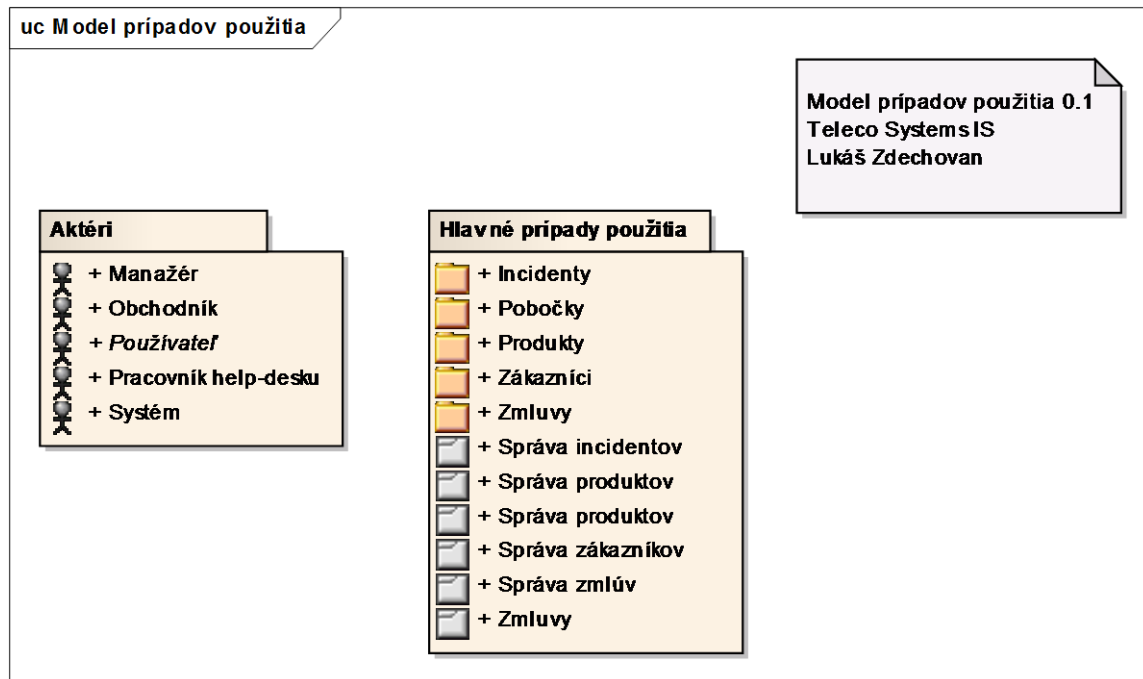 uc Model prípadov použitia
Model prípadov použitia 0.1
Teleco Systems IS
Lukáš Zdechovan
Aktéri
+ Manažér
+ Obchodník
+ Používateľ
+ Pracovník help-desku
+ Systém
Hlavné prípady použitia
+ Incidenty
+ Pobočky
+ Produkty
+ Zákazníci
+ Zmluvy
+ Správa incidentov
+ Správa produktov
+ Správa produktov
+ Správa zákazníkov
+ Správa zmlúv
+ Zmluvy